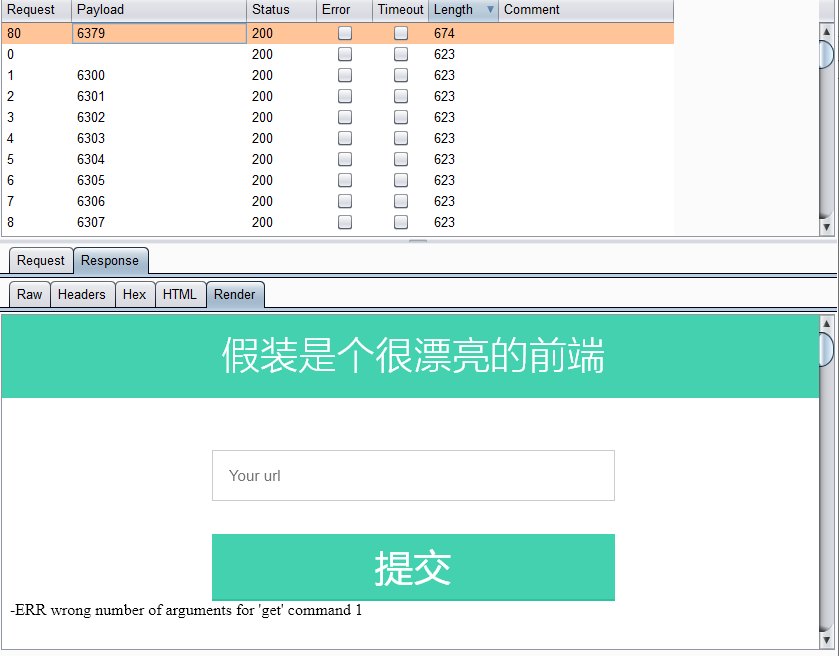 Request Payload Status Error Timeout Length Comment
80 6379 200 674
0 200 623
1 6300 200 623
2 6301 200 623
3 6302 200 623
4 6303 200 623
5 6304 200 623
6 6305 200 623
7 6306 200 623
8 6307 200 623
Request Response
Raw Headers Hex HTML Render
假装是个很漂亮的前端
Your url
提交
-ERR wrong number of arguments for 'get' command 1